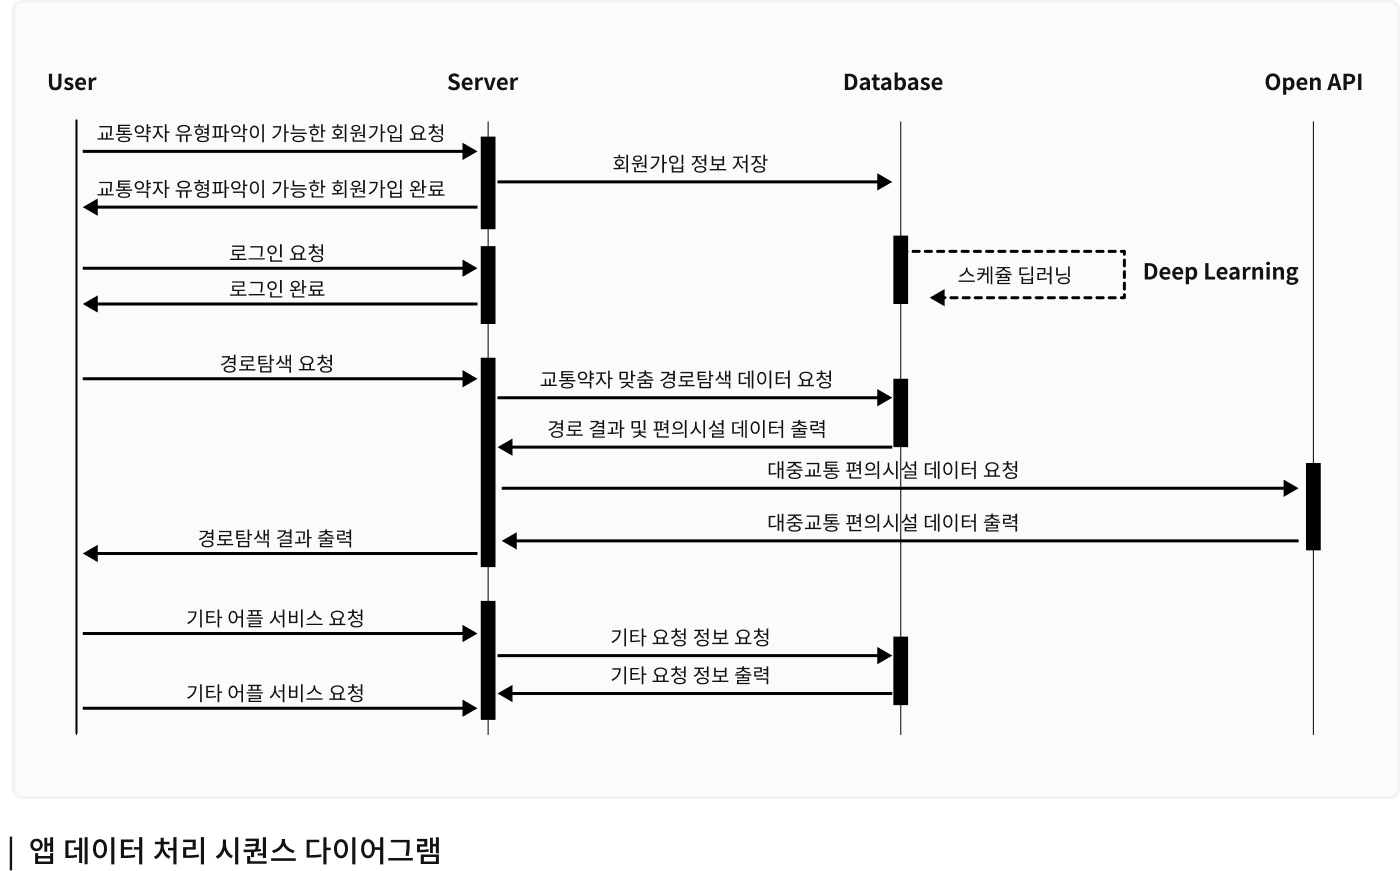 User
Server
Database
Open API
교통약자 유형파악이 가능한 회원가입 요청
회원가입 정보 저장
교통약자 유형파악이 가능한 회원가입 완료
로그인 요청
스케쥴 딥러닝
Deep Learning
로그인 완료
경로탐색 요청
교통약자 맞춤 경로탐색 데이터 요청
경로 결과 및 편의시설 데이터 출력
대중교통 편의시설 데이터 요청
대중교통 편의시설 데이터 출력
경로탐색 결과 출력
기타 어플 서비스 요청
기타 요청 정보 요청
기타 요청 정보 출력
기타 어플 서비스 요청
앱 데이터 처리 시퀀스 다이어그램